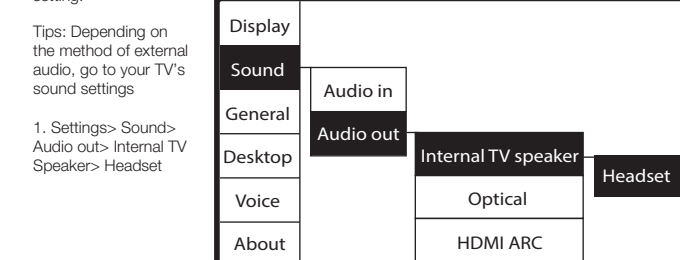 setting.
Tips: Depending on
the method of external
audio, go to your TV's
sound settings
1. Settings> Sound>
Audio out> Internal TV
Speaker> Headset
Display
Sound
General
Desktop
Voice
About
Audio in
Audio out
Internal TV speaker
Optical
HDMI ARC
Headset